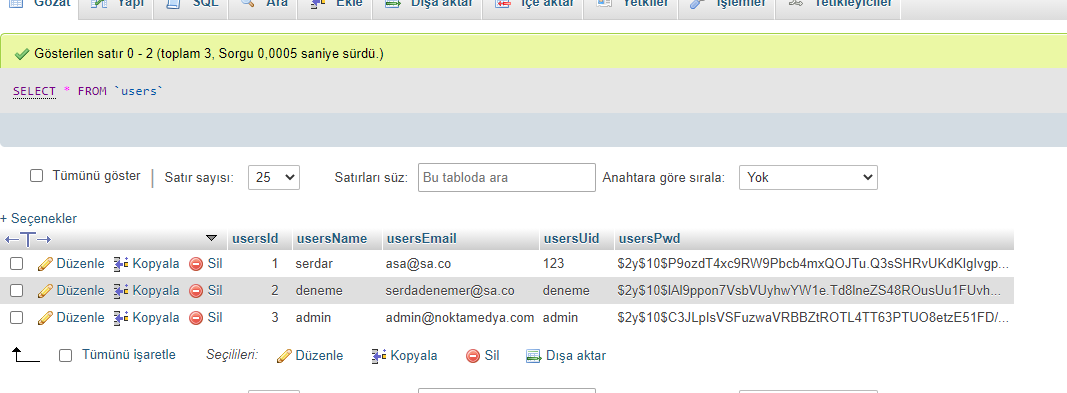 Gözat Yapı SQL Ara Ekle Dışa aktar İçe aktar Yetkiler İşlemler Tetikleyiciler
Gösterilen satır 0 - 2 (toplam 3, Sorgu 0,0005 saniye sürdü.)
SELECT * FROM `users`
Tümünü göster | Satır sayısı: 25 Satırları süz: Bu tabloda ara Anahtara göre sırala: Yok
+ Seçenekler
←T→ usersId usersName usersEmail usersUid usersPwd
Düzenle Kopyala Sil 1 serdar asa@sa.co 123 $2y$10$P9ozdT4xc9RW9Pbcb4mxQOJTu.Q3sSHRvUKdKlglvgp...
Düzenle Kopyala Sil 2 deneme serdadenemer@sa.co deneme $2y$10$lAl9ppon7VsbVUyhwYW1e.Td8lneZS48ROusUu1FUvh...
Düzenle Kopyala Sil 3 admin admin@noktamedya.com admin $2y$10$C3JLplsVSFuzwaVRBBZtROTL4TT63PTUO8etzE51FD/...
Tümünü işaretle Seçilileri: Düzenle Kopyala Sil Dışa aktar